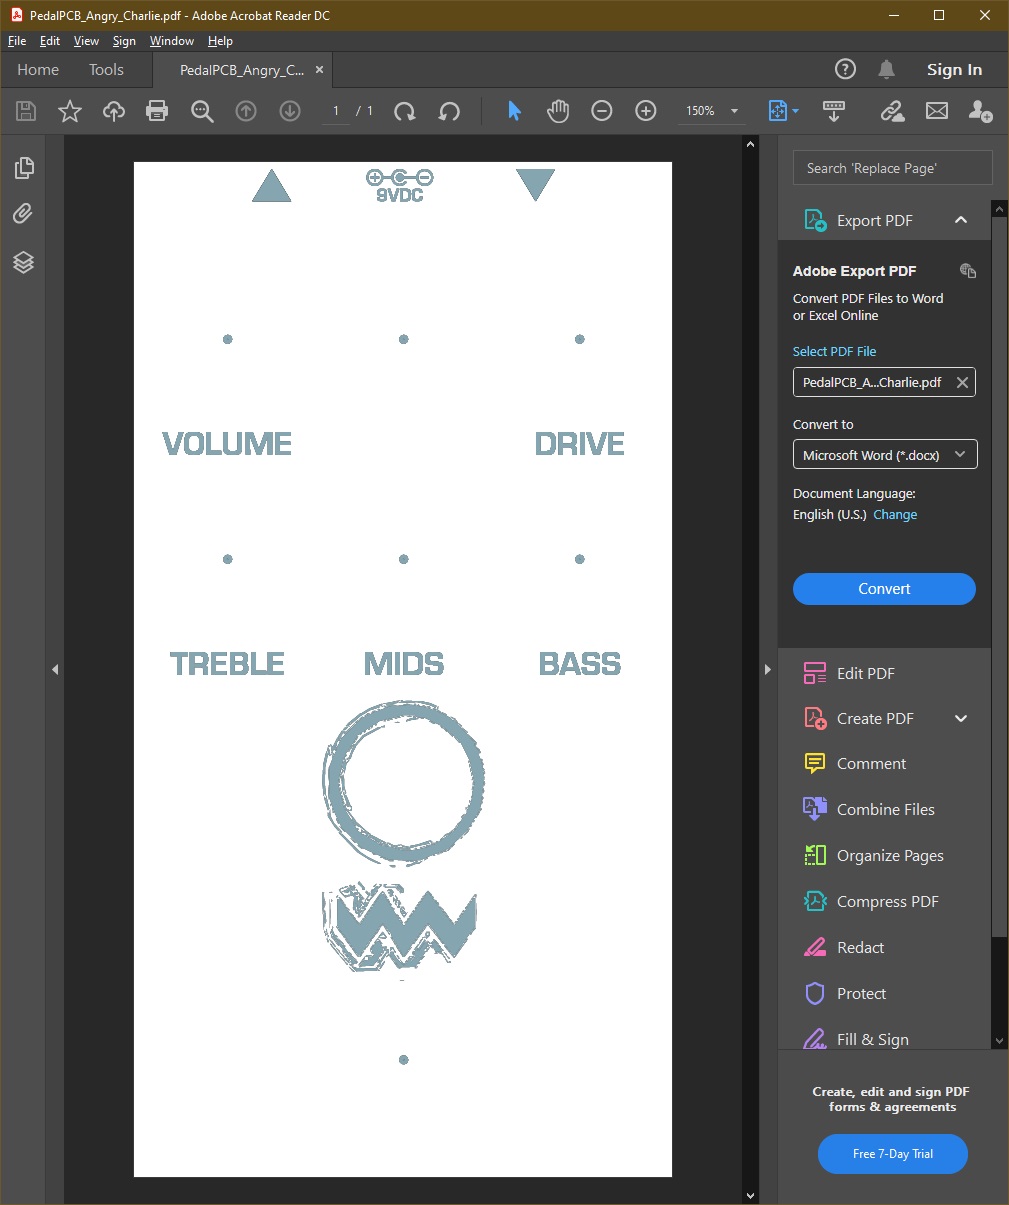 PedalPCB_Angry_Charlie.pdf - Adobe Acrobat Reader DC
File Edit View Sign Window Help
Home Tools PedalPCB_Angry_C... ×
Sign In
1 / 1
150%
9VDC
VOLUME DRIVE
TREBLE MIDS BASS
Search 'Replace Page'
Export PDF
Adobe Export PDF
Convert PDF Files to Word
or Excel Online
Select PDF File
PedalPCB_A...Charlie.pdf
Convert to
Microsoft Word (*.docx)
Document Language:
English (U.S.) Change
Convert
Edit PDF
Create PDF
Comment
Combine Files
Organize Pages
Compress PDF
Redact
Protect
Fill & Sign
Create, edit and sign PDF
forms & agreements
Free 7-Day Trial